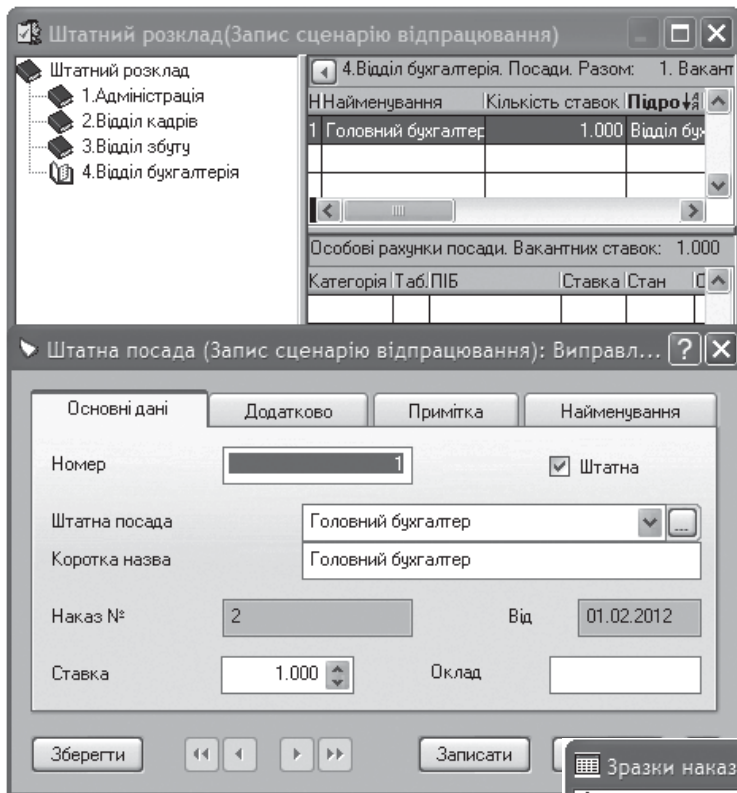 Штатний розклад(Запис сценарію відпрацювання)
Штатний розклад
1.Адміністрація
2.Відділ кадрів
3.Відділ збуту
4.Відділ бухгалтерія
4.Відділ бухгалтерія. Посади. Разом: 1. Вакант
Н Найменування Кількість ставок Підро
1 Головний бухгалтер 1.000 Відділ бух
Особові рахунки посади. Вакантних ставок: 1.000
Категорія Таб. ПІБ Ставка Стан
Штатна посада (Запис сценарію відпрацювання): Виправл...
Основні дані Додатково Примітка Найменування
Номер 1 Штатна
Штатна посада Головний бухгалтер ...
Коротка назва Головний бухгалтер
Наказ № 2 Від 01.02.2012
Ставка 1.000 Оклад
Зберегти Записати
Зразки наказ